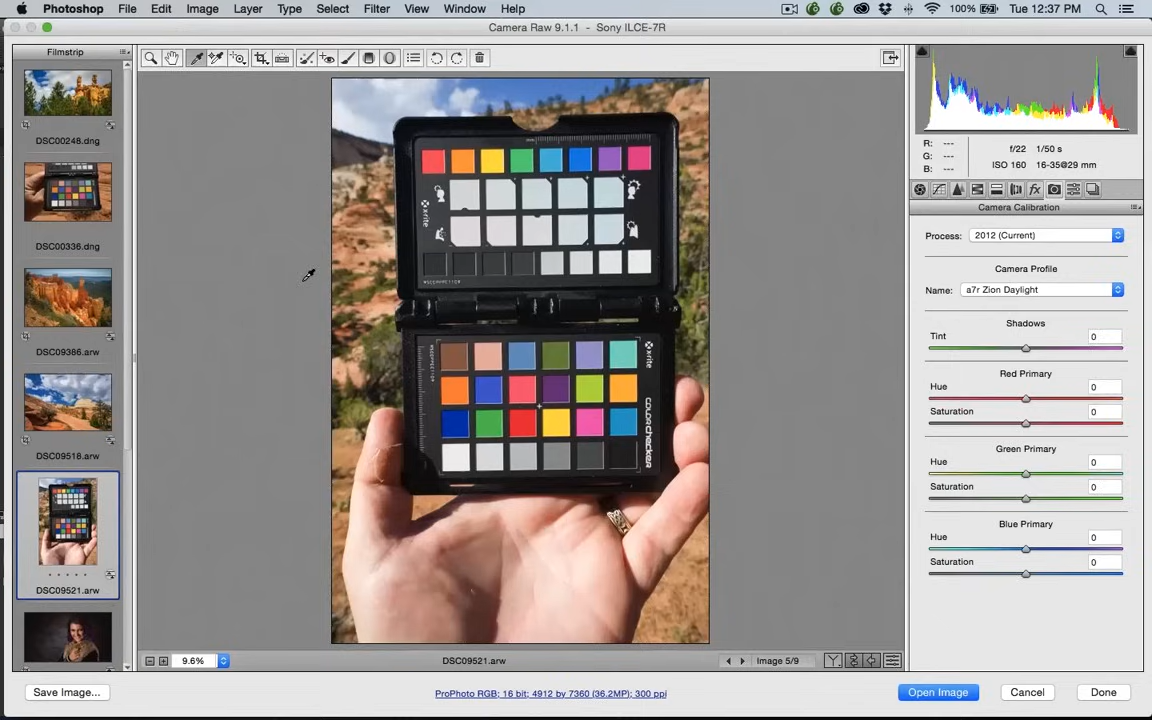 Photoshop File Edit Image Layer Type Select Filter View Window Help 100% Tue 12:37 PM
Camera Raw 9.1.1 - Sony ILCE-7R
Filmstrip
DSC00248.dng
DSC00336.dng
DSC09386.arw
DSC09518.arw
DSC09521.arw
x-rite
x-rite
colorchecker
R: ---
G: ---
B: ---
f/22 1/50 s
ISO 160 16-35@29 mm
fx
Camera Calibration
Process: 2012 (Current)
Camera Profile
Name: a7r Zion Daylight
Shadows
Tint 0
Red Primary
Hue 0
Saturation 0
Green Primary
Hue 0
Saturation 0
Blue Primary
Hue 0
Saturation 0
9.6% DSC09521.arw Image 5/9 Y
Save Image... ProPhoto RGB; 16 bit; 4912 by 7360 (36.2MP); 300 ppi Open Image Cancel Done